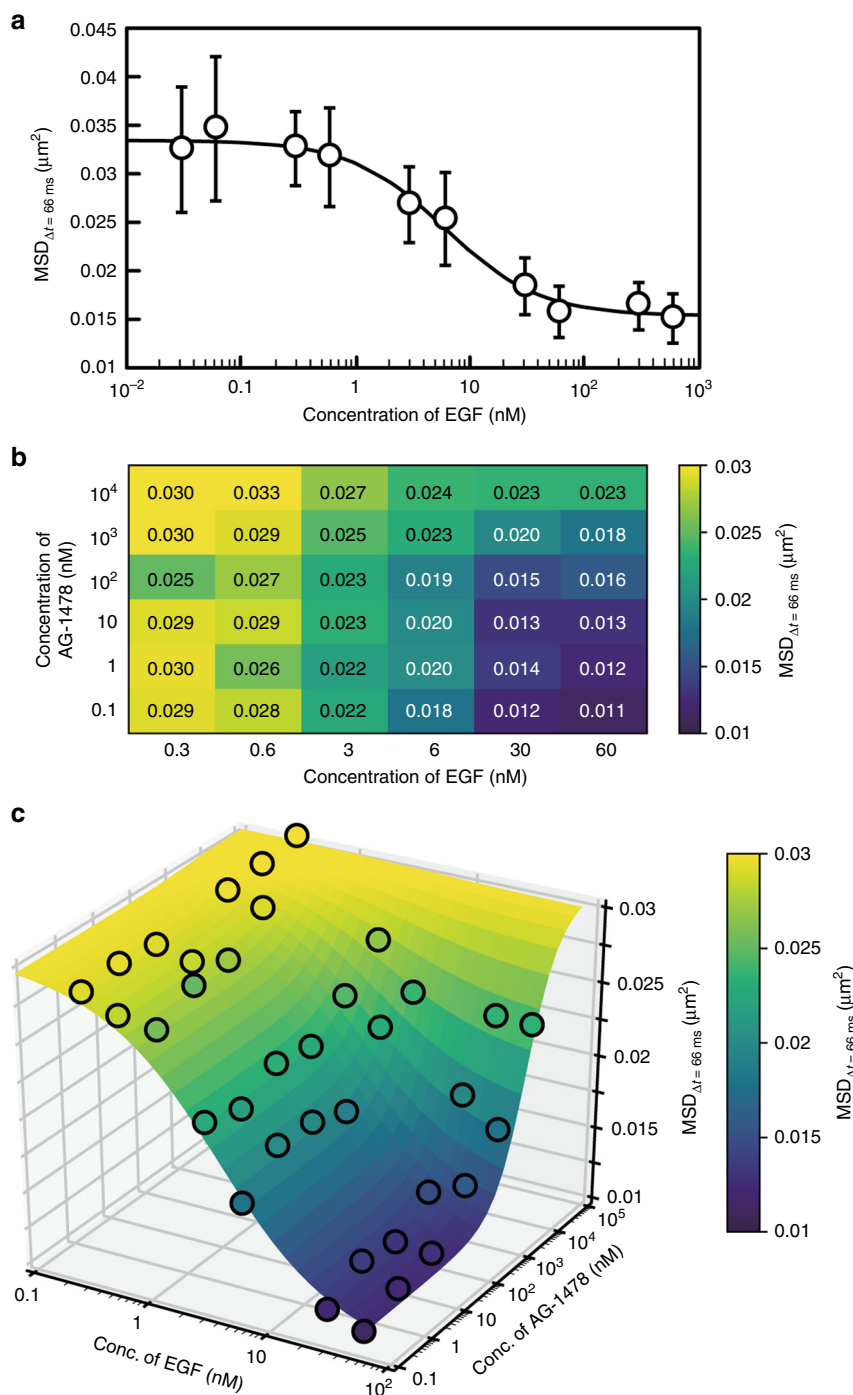 a
0.045
0.04
0.035
0.03
0.025
0.02
0.015
0.01
MSDΔt = 66 ms (μm²)
10⁻² 0.1 1 10 10² 10³
Concentration of EGF (nM)
b
Concentration of
AG-1478 (nM)
10⁴ 0.030 0.033 0.027 0.024 0.023 0.023
10³ 0.030 0.029 0.025 0.023 0.020 0.018
10² 0.025 0.027 0.023 0.019 0.015 0.016
10 0.029 0.029 0.023 0.020 0.013 0.013
1 0.030 0.026 0.022 0.020 0.014 0.012
0.1 0.029 0.028 0.022 0.018 0.012 0.011
0.3 0.6 3 6 30 60
Concentration of EGF (nM)
0.03
0.025
0.02
0.015
0.01
MSDΔt = 66 ms (μm²)
c
0.03
0.025
0.02
0.015
0.01
MSDΔt = 66 ms (μm²)
0.1
1
10
10²
Conc. of EGF (nM)
0.1
1
10
10²
10³
10⁴
10⁵
Conc. of AG-1478 (nM)
0.03
0.025
0.02
0.015
0.01
MSDΔt = 66 ms (μm²)